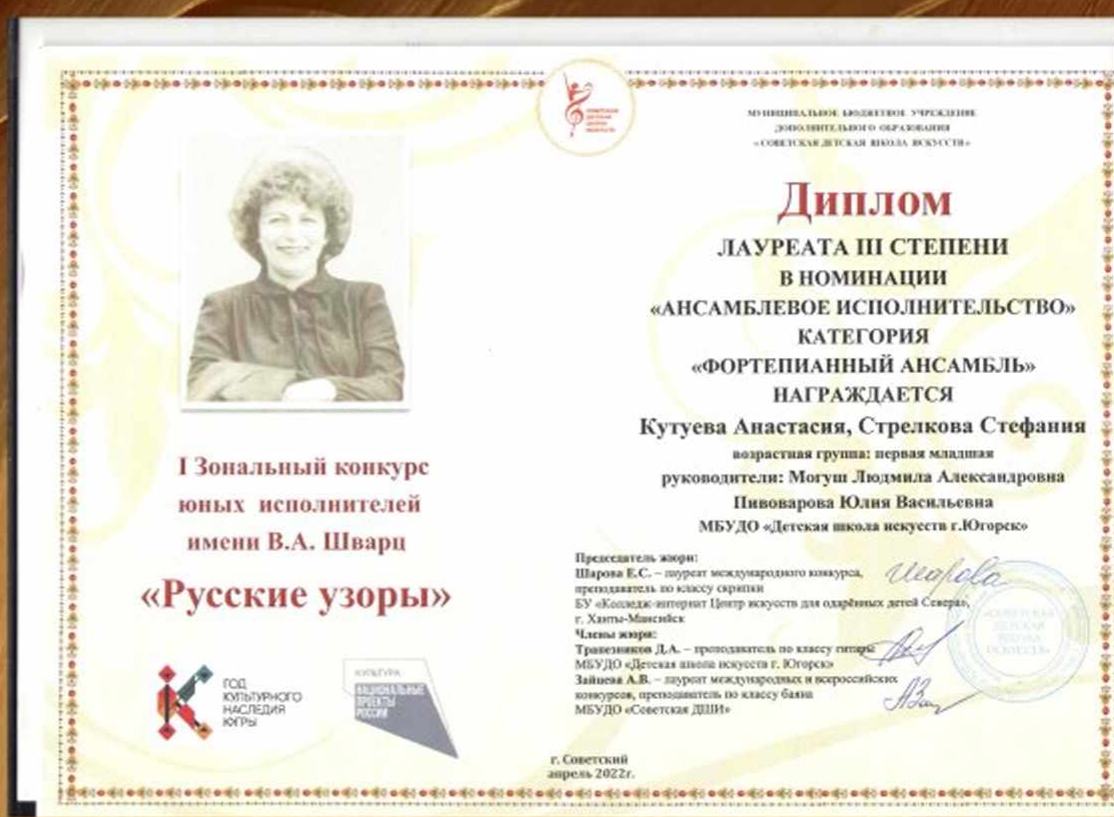 I Зональный конкурс
юных исполнителей
имени В.А. Шварц
«Русские узоры»
ГОД
КУЛЬТУРНОГО
НАСЛЕДИЯ
ЮГРЫ
КУЛЬТУРА
НАЦИОНАЛЬНЫЕ
ПРОЕКТЫ
РОССИИ
МУНИЦИПАЛЬНОЕ БЮДЖЕТНОЕ УЧРЕЖДЕНИЕ
ДОПОЛНИТЕЛЬНОГО ОБРАЗОВАНИЯ
«СОВЕТСКАЯ ДЕТСКАЯ ШКОЛА ИСКУССТВ»
Диплом
ЛАУРЕАТА III СТЕПЕНИ
В НОМИНАЦИИ
«АНСАМБЛЕВОЕ ИСПОЛНИТЕЛЬСТВО»
КАТЕГОРИЯ
«ФОРТЕПИАННЫЙ АНСАМБЛЬ»
НАГРАЖДАЕТСЯ
Кутуева Анастасия, Стрелкова Стефания
возрастная группа: первая младшая
руководители: Могуш Людмила Александровна
Пивоварова Юлия Васильевна
МБУДО «Детская школа искусств г.Югорск»
Председатель жюри:
Шарова Е.С. – лауреат международного конкурса,
преподаватель по классу скрипки
БУ «Колледж-интернат Центр искусств для одарённых детей Севера»,
г. Ханты-Мансийск
Члены жюри:
Трапезников Д.А. – преподаватель по классу гитары
МБУДО «Детская школа искусств г. Югорск»
Зайцева А.В. – лауреат международных и всероссийских
конкурсов, преподаватель по классу баяна
МБУДО «Советская ДШИ»
Шарова
«СОВЕТСКАЯ
ДЕТСКАЯ
ШКОЛА
ИСКУССТВ»
г. Советский
апрель 2022г.